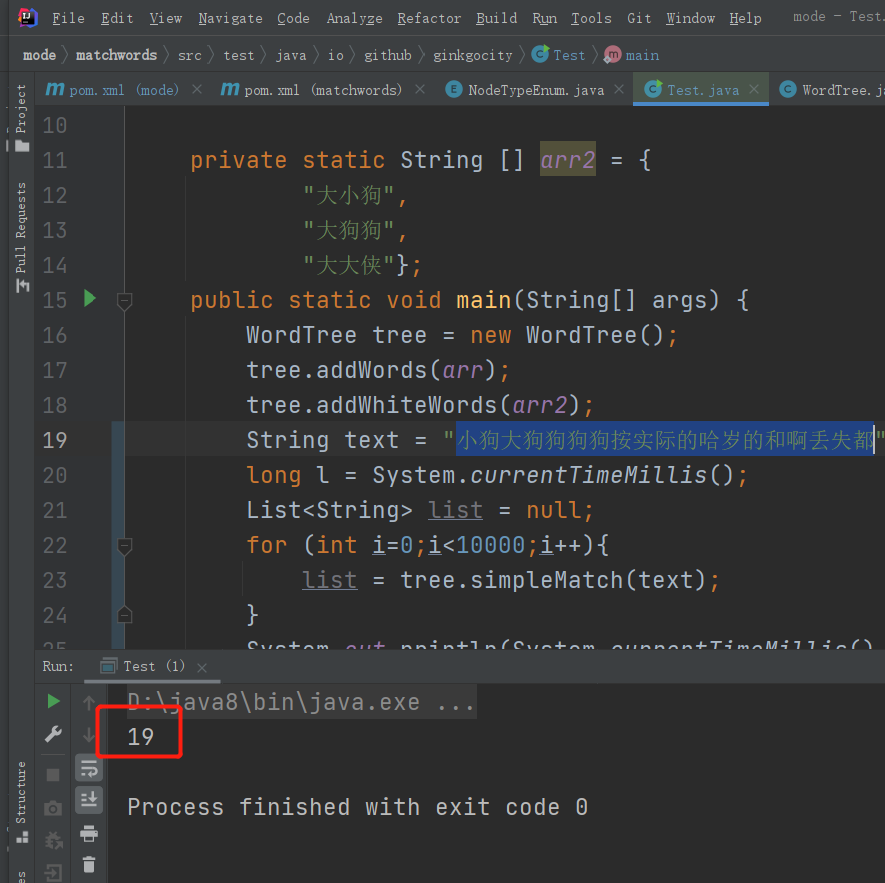 File Edit View Navigate Code Analyze Refactor Build Run Tools Git Window Help mode – Test.
mode matchwords src test java io github ginkgocity Test main
pom.xml (mode) pom.xml (matchwords) NodeTypeEnum.java Test.java WordTree.ja
Project
Pull Requests
Structure
10
11 private static String [] arr2 = {
12 "大小狗",
13 "大狗狗",
14 "大大侠"};
15 public static void main(String[] args) {
16 WordTree tree = new WordTree();
17 tree.addWords(arr);
18 tree.addWhiteWords(arr2);
19 String text = "小狗大狗狗狗狗按实际的哈岁的和啊丢失都"
20 long l = System.currentTimeMillis();
21 List<String> list = null;
22 for (int i=0;i<10000;i++){
23 list = tree.simpleMatch(text);
24 }
25 System.out.println(System.currentTimeMillis()
Run: Test (1)
D:\java8\bin\java.exe ...
19
Process finished with exit code 0